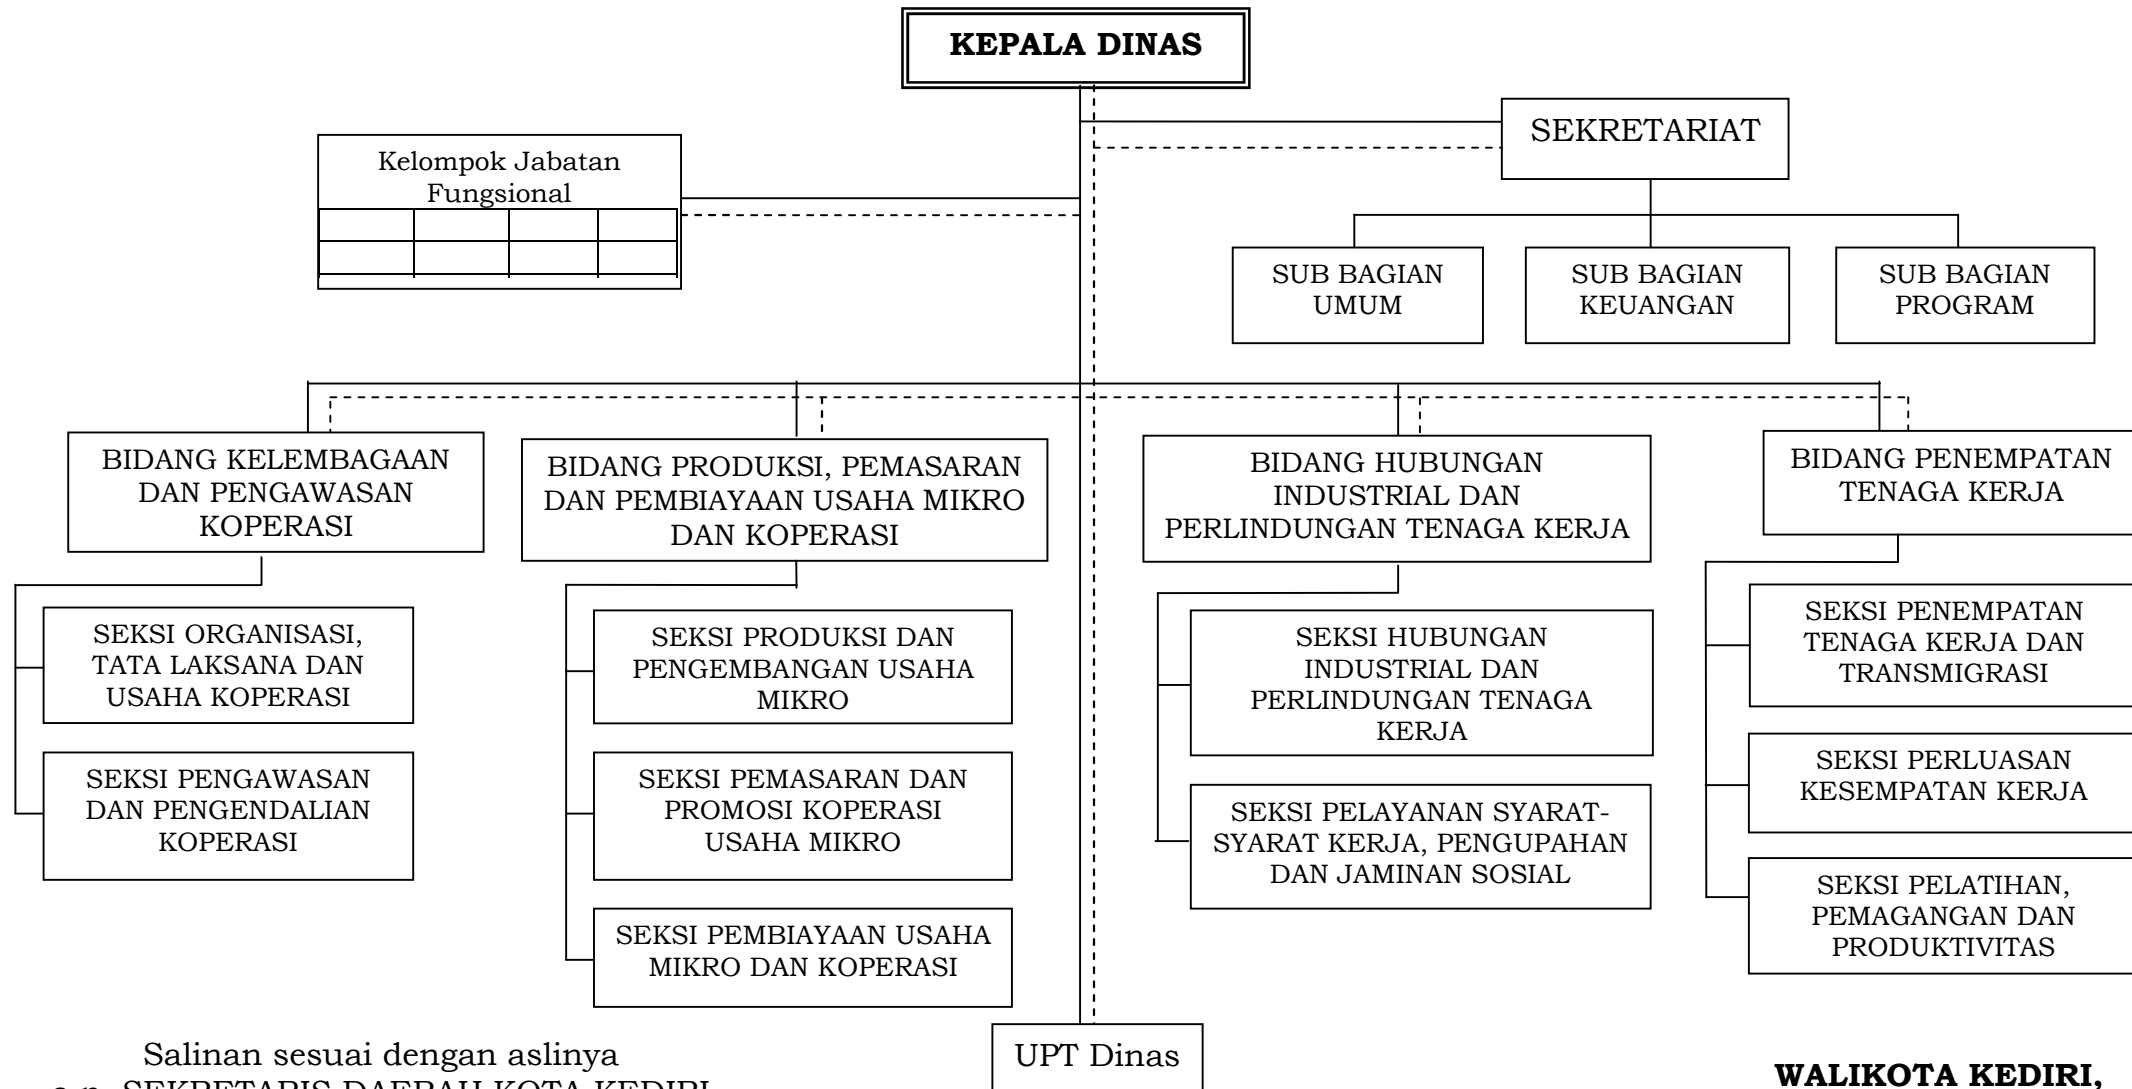 KEPALA DINAS
SEKRETARIAT
Kelompok Jabatan
Fungsional
SUB BAGIAN
UMUM
SUB BAGIAN
KEUANGAN
SUB BAGIAN
PROGRAM
BIDANG KELEMBAGAAN
DAN PENGAWASAN
KOPERASI
BIDANG PRODUKSI, PEMASARAN
DAN PEMBIAYAAN USAHA MIKRO
DAN KOPERASI
BIDANG HUBUNGAN
INDUSTRIAL DAN
PERLINDUNGAN TENAGA KERJA
BIDANG PENEMPATAN
TENAGA KERJA
SEKSI ORGANISASI,
TATA LAKSANA DAN
USAHA KOPERASI
SEKSI PENGAWASAN
DAN PENGENDALIAN
KOPERASI
SEKSI PRODUKSI DAN
PENGEMBANGAN USAHA
MIKRO
SEKSI PEMASARAN DAN
PROMOSI KOPERASI
USAHA MIKRO
SEKSI PEMBIAYAAN USAHA
MIKRO DAN KOPERASI
SEKSI HUBUNGAN
INDUSTRIAL DAN
PERLINDUNGAN TENAGA
KERJA
SEKSI PELAYANAN SYARAT-
SYARAT KERJA, PENGUPAHAN
DAN JAMINAN SOSIAL
SEKSI PENEMPATAN
TENAGA KERJA DAN
TRANSMIGRASI
SEKSI PERLUASAN
KESEMPATAN KERJA
SEKSI PELATIHAN,
PEMAGANGAN DAN
PRODUKTIVITAS
UPT Dinas
Salinan sesuai dengan aslinya
a.n. SEKRETARIS DAERAH KOTA KEDIRI
WALIKOTA KEDIRI,